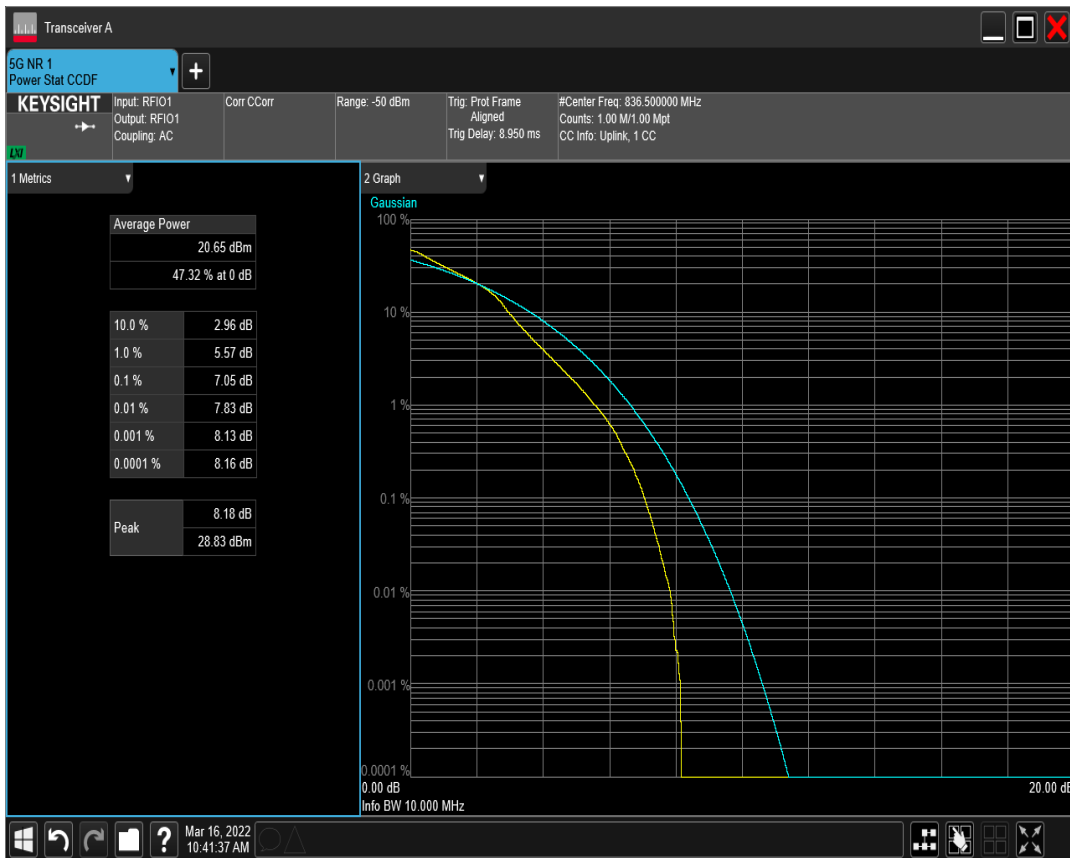 Transceiver A
5G NR 1
Power Stat CCDF
KEYSIGHT
LXI
Input: RFIO1
Output: RFIO1
Coupling: AC
Corr CCorr
Range: -50 dBm
Trig: Prot Frame
Aligned
Trig Delay: 8.950 ms
#Center Freq: 836.500000 MHz
Counts: 1.00 M/1.00 Mpt
CC Info: Uplink, 1 CC
1 Metrics
Average Power
20.65 dBm
47.32 % at 0 dB
10.0 % 2.96 dB
1.0 % 5.57 dB
0.1 % 7.05 dB
0.01 % 7.83 dB
0.001 % 8.13 dB
0.0001 % 8.16 dB
Peak
8.18 dB
28.83 dBm
2 Graph
Gaussian
100 %
10 %
1 %
0.1 %
0.01 %
0.001 %
0.0001 %
0.00 dB 20.00 dB
Info BW 10.000 MHz
Mar 16, 2022
10:41:37 AM